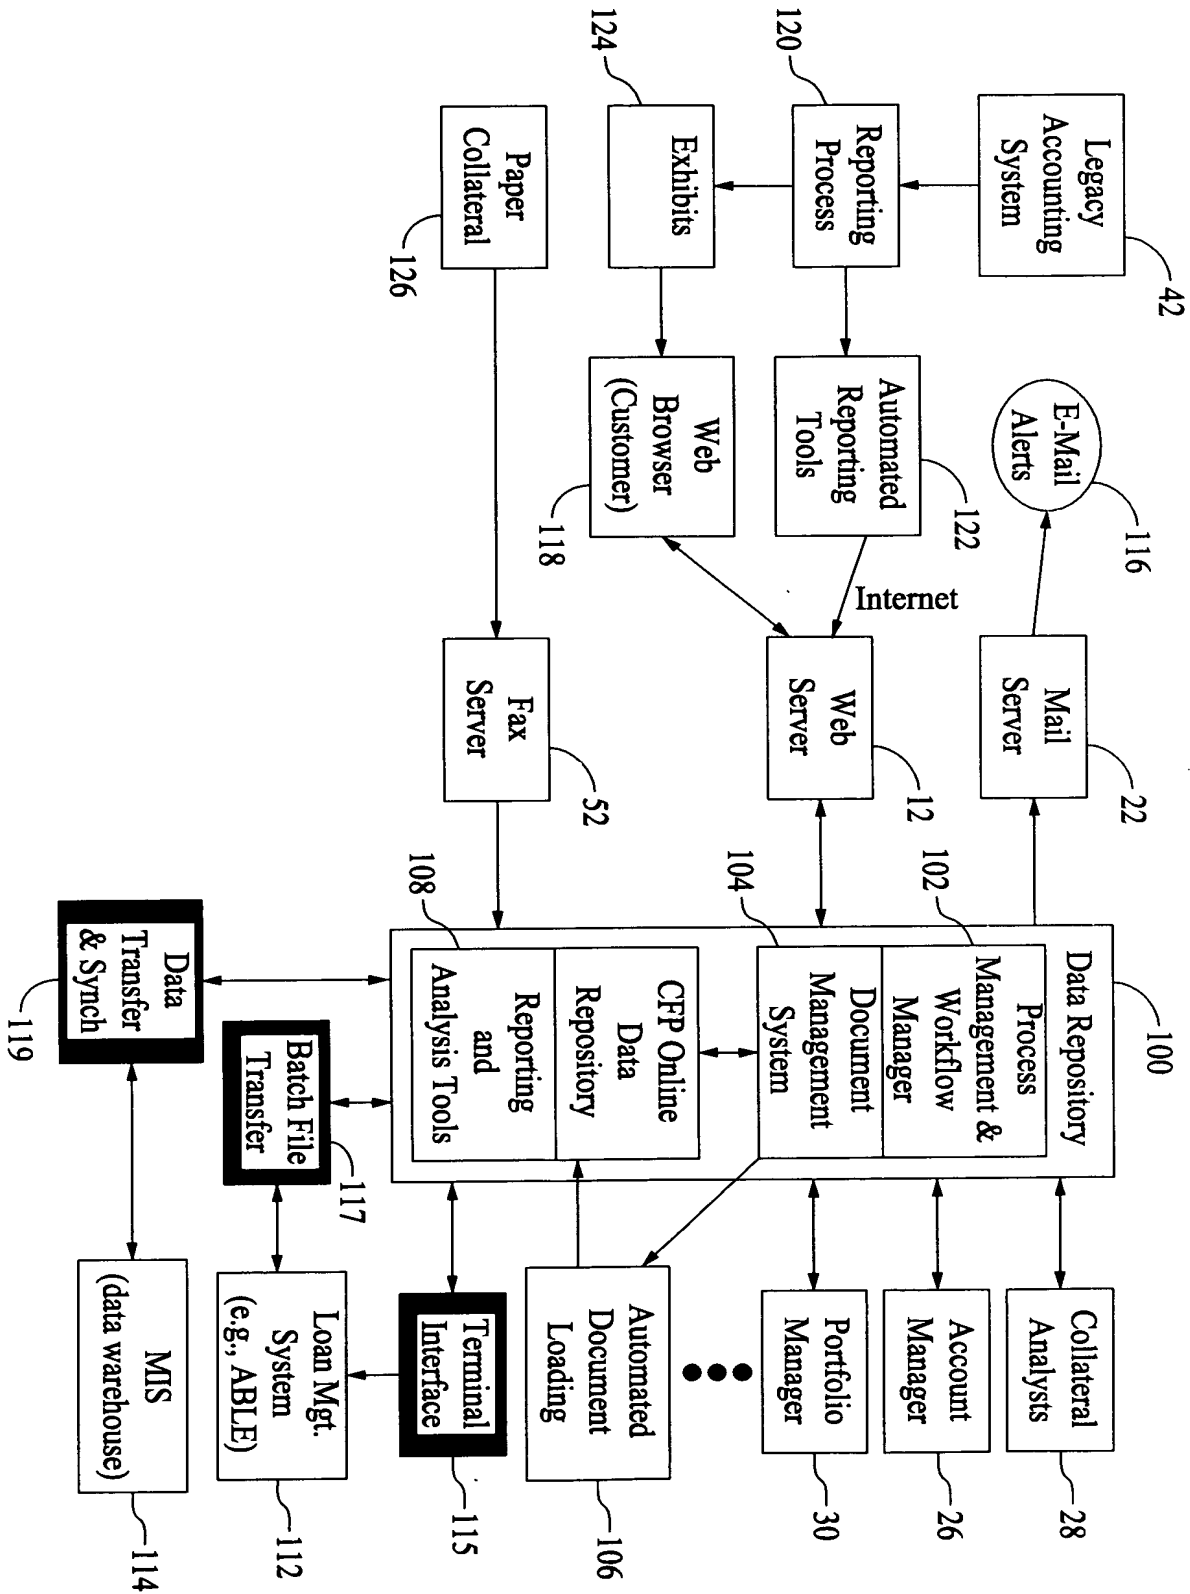 Legacy
Accounting
System
42
E-Mail
Alerts
116
Mail
Server
22
Data Repository
100
Process
Management &
Workflow
Manager
102
Document
Management
System
104
Collateral
Analysts
28
Account
Manager
26
Portfolio
Manager
30
Reporting
Process
120
Automated
Reporting
Tools
122
Internet
Web
Server
12
Exhibits
124
Web
Browser
(Customer)
118
CFP Online
Data
Repository
Reporting
and
Analysis Tools
108
Automated
Document
Loading
106
Paper
Collateral
126
Fax
Server
52
Terminal
Interface
115
Batch File
Transfer
117
Loan Mgt.
System
(e.g., ABLE)
112
Data
Transfer
& Synch
119
MIS
(data warehouse)
114